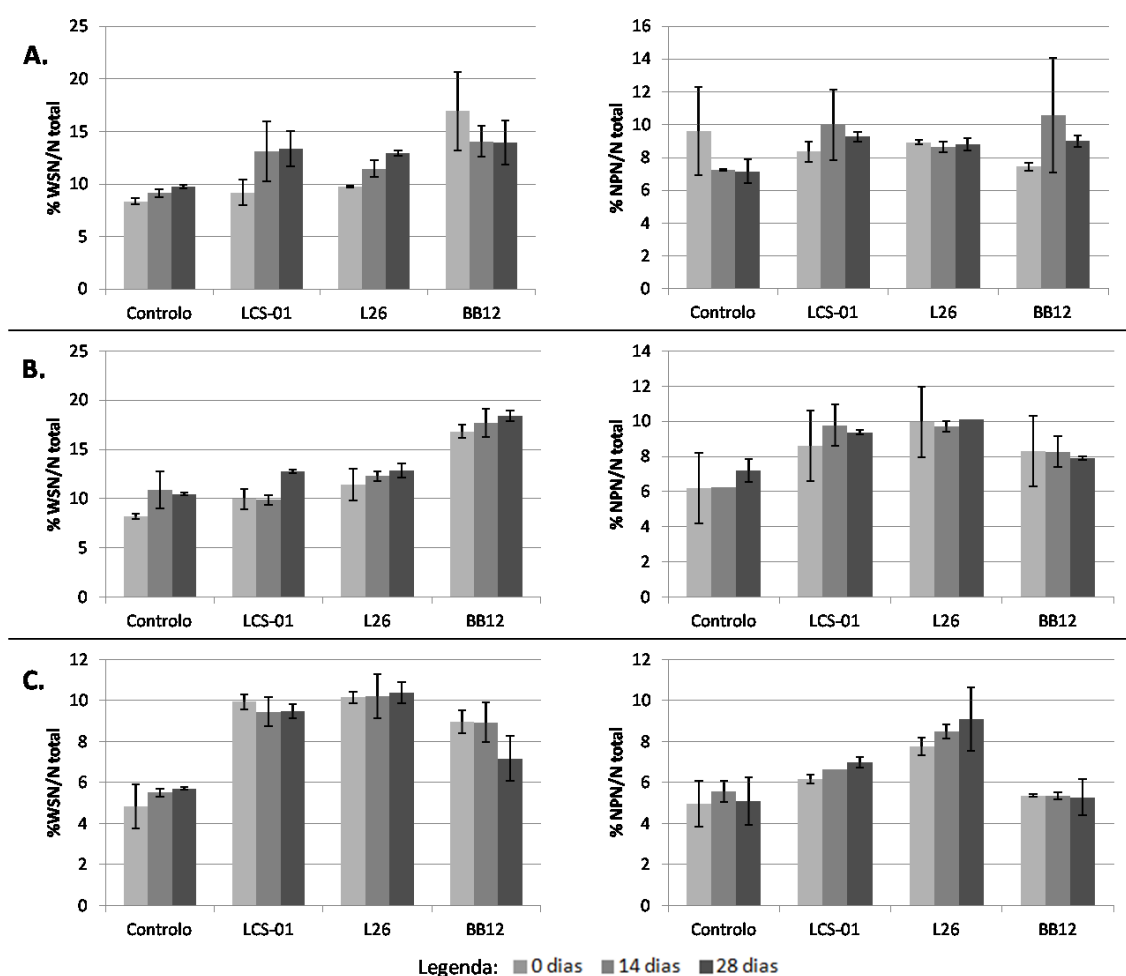 A.
% WSN/N total
25
20
15
10
5
0
Controlo LCS-01 L26 BB12
% NPN/N total
16
14
12
10
8
6
4
2
0
Controlo LCS-01 L26 BB12
B.
% WSN/N total
25
20
15
10
5
0
Controlo LCS-01 L26 BB12
% NPN/N total
14
12
10
8
6
4
2
0
Controlo LCS-01 L26 BB12
C.
%WSN/N total
12
10
8
6
4
2
0
Controlo LCS-01 L26 BB12
% NPN/N total
12
10
8
6
4
2
0
Controlo LCS-01 L26 BB12
Legenda: 0 dias 14 dias 28 dias